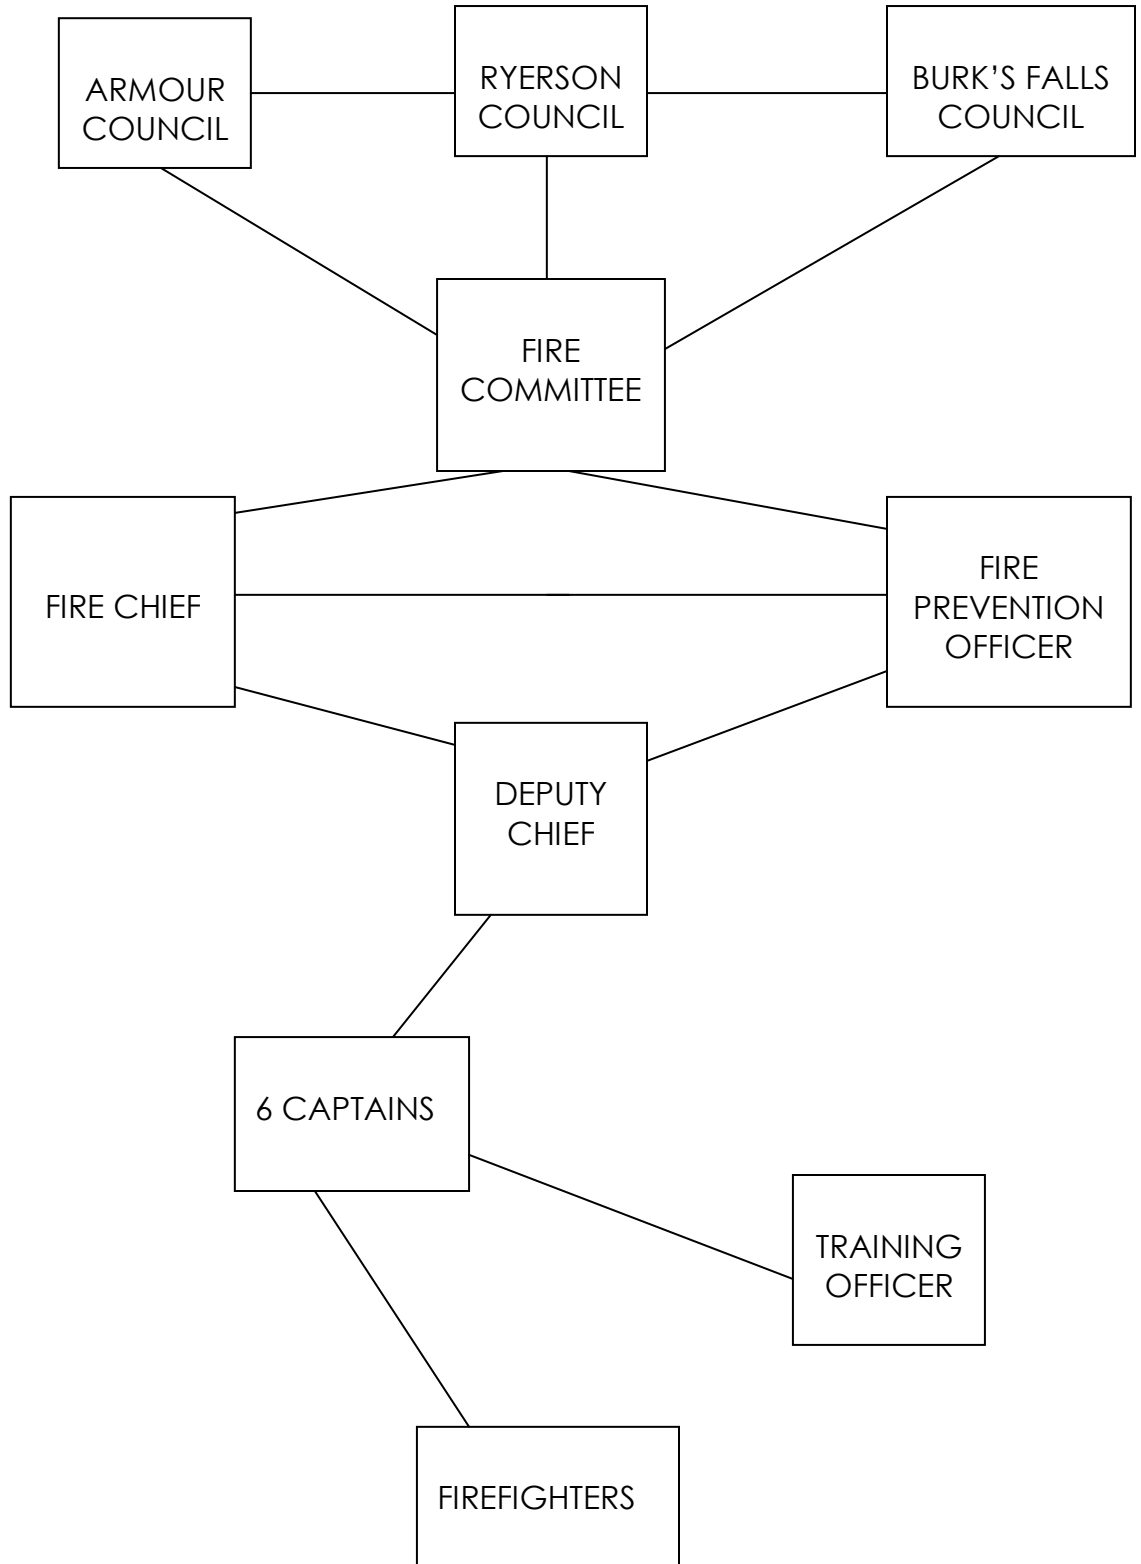 ARMOUR
COUNCIL
RYERSON
COUNCIL
BURK’S FALLS
COUNCIL
FIRE
COMMITTEE
FIRE CHIEF
FIRE
PREVENTION
OFFICER
DEPUTY
CHIEF
6 CAPTAINS
TRAINING
OFFICER
FIREFIGHTERS